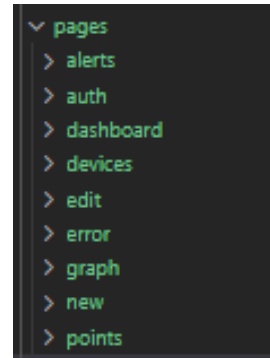 pages
alerts
auth
dashboard
devices
edit
error
graph
new
points